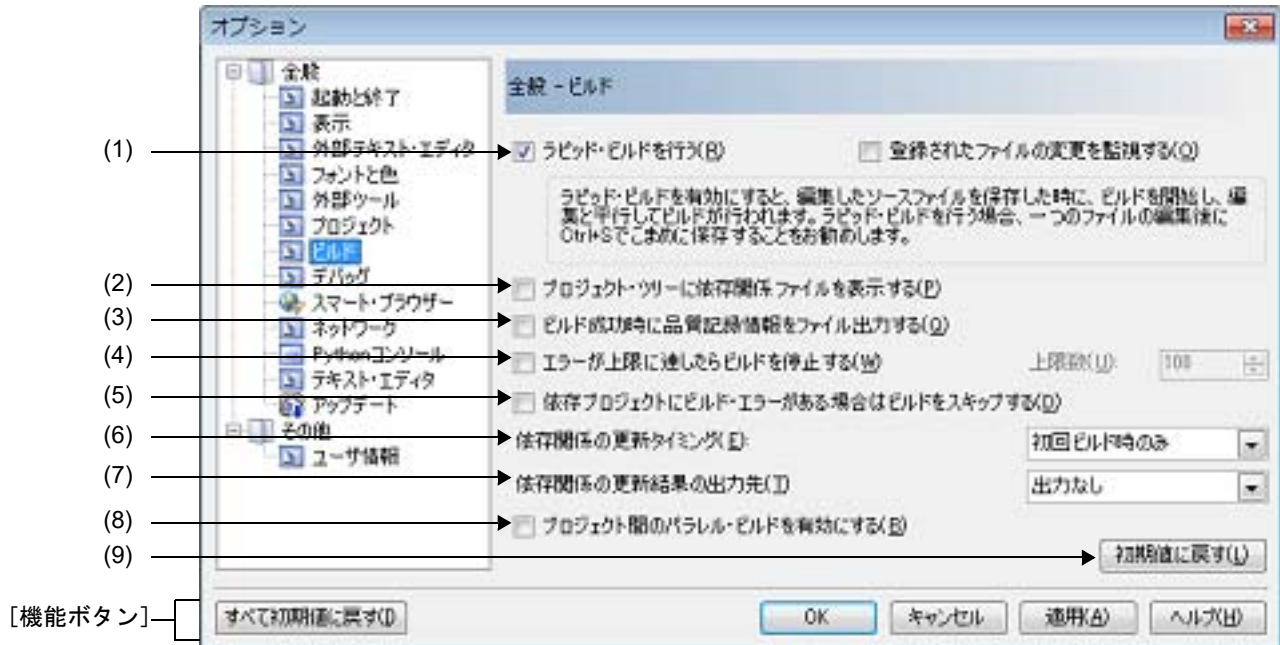 オプション
全般
起動と終了
表示
外部テキスト・エディタ
フォントと色
外部ツール
プロジェクト
ビルド
デバッグ
スマート・ブラウザー
ネットワーク
Pythonコンソール
テキスト・エディタ
アップデート
その他
ユーザ情報
全般 - ビルド
(1)
ラピッド・ビルドを行う(R) 登録されたファイルの変更を監視する(O)
ラピッド・ビルドを有効にすると、編集したソースファイルを保存した時に、ビルドを開始し、編
集と平行してビルドが行われます。ラピッド・ビルドを行う場合、一つのファイルの編集後に
Ctrl+Sでこまめに保存することをお勧めします。
(2)
プロジェクト・ツリーに依存関係ファイルを表示する(P)
(3)
ビルド成功時に品質記録情報をファイル出力する(Q)
(4)
エラーが上限に達したらビルドを停止する(W) 上限数(U): 100
(5)
依存プロジェクトにビルド・エラーがある場合はビルドをスキップする(D)
(6)
依存関係の更新タイミング(E): 初回ビルド時のみ
(7)
依存関係の更新結果の出力先(T) 出力なし
(8)
プロジェクト間のパラレル・ビルドを有効にする(B)
(9)
初期値に戻す(L)
[機能ボタン]
すべて初期値に戻す(I) OK キャンセル 適用(A) ヘルプ(H)